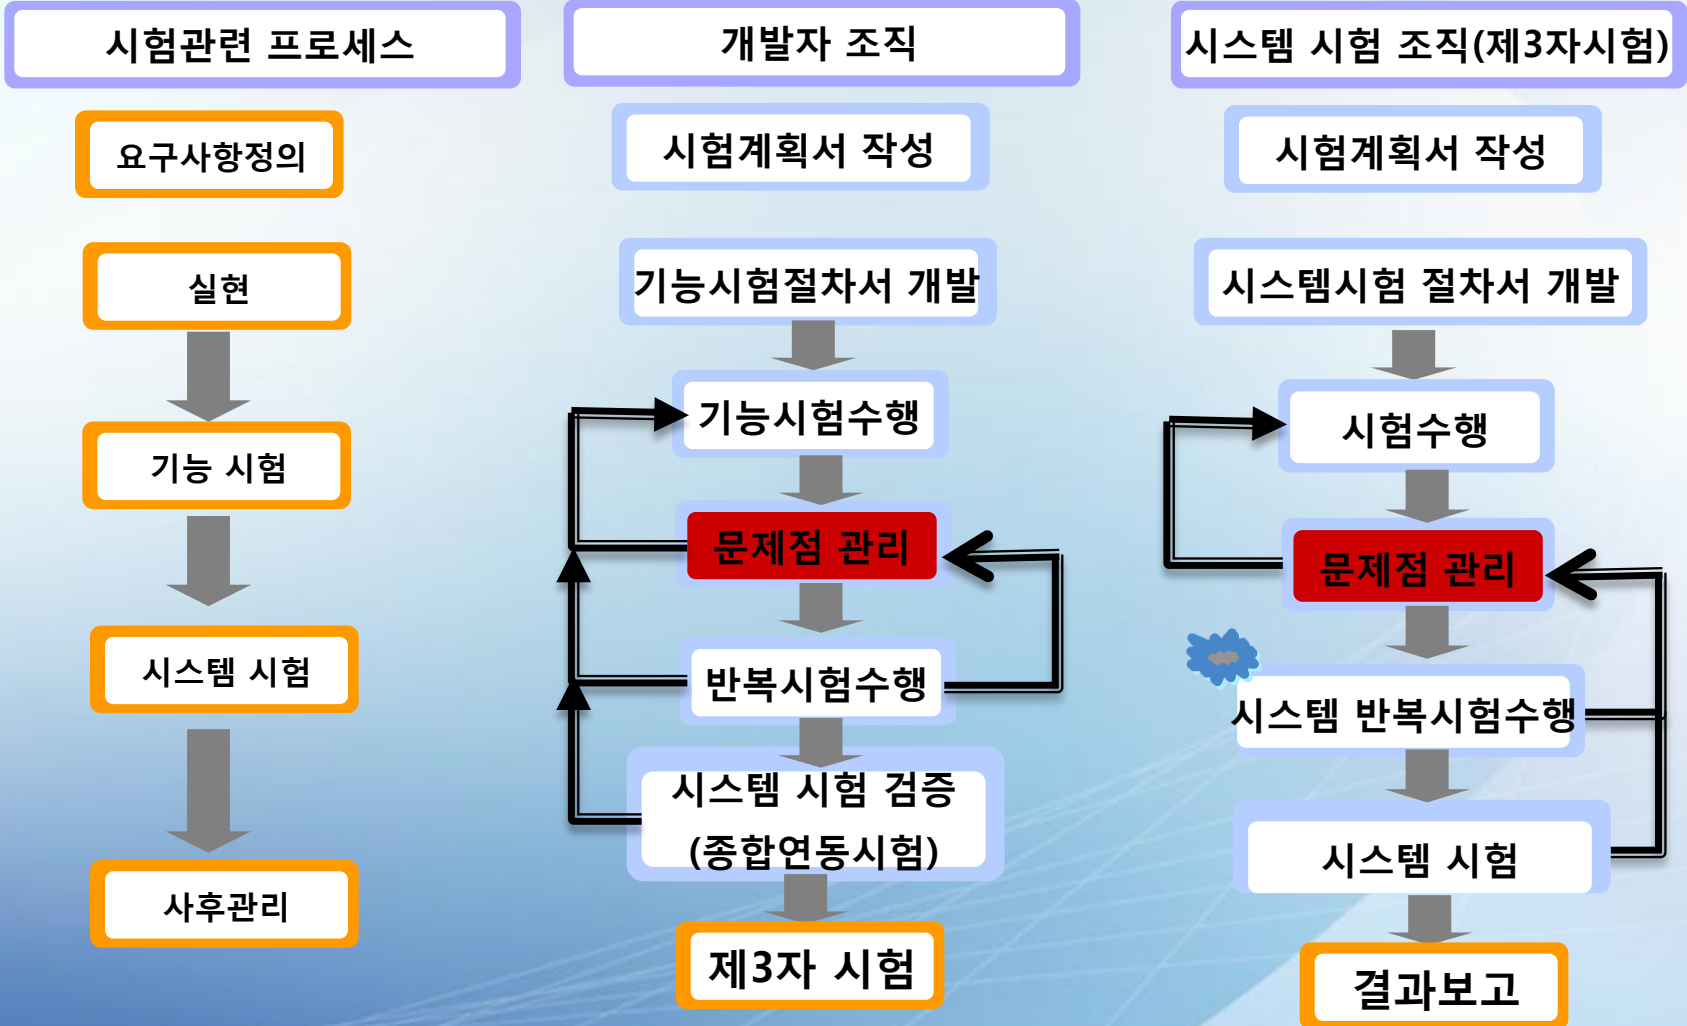 시험관련 프로세스
요구사항정의
실현
기능 시험
시스템 시험
사후관리
개발자 조직
시험계획서 작성
기능시험절차서 개발
기능시험수행
문제점 관리
반복시험수행
시스템 시험 검증
(종합연동시험)
제3자 시험
시스템 시험 조직(제3자시험)
시험계획서 작성
시스템시험 절차서 개발
시험수행
문제점 관리
시스템 반복시험수행
시스템 시험
결과보고